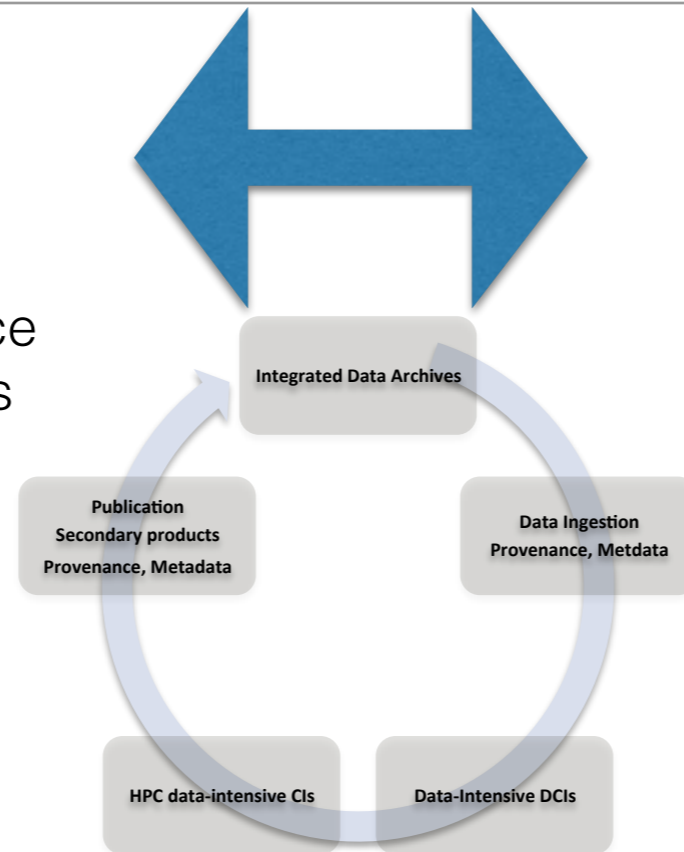 ce
s
Integrated Data Archives
Publication
Secondary products
Provenance, Metadata
Data Ingestion
Provenance, Metdata
HPC data-intensive CIs
Data-Intensive DCIs